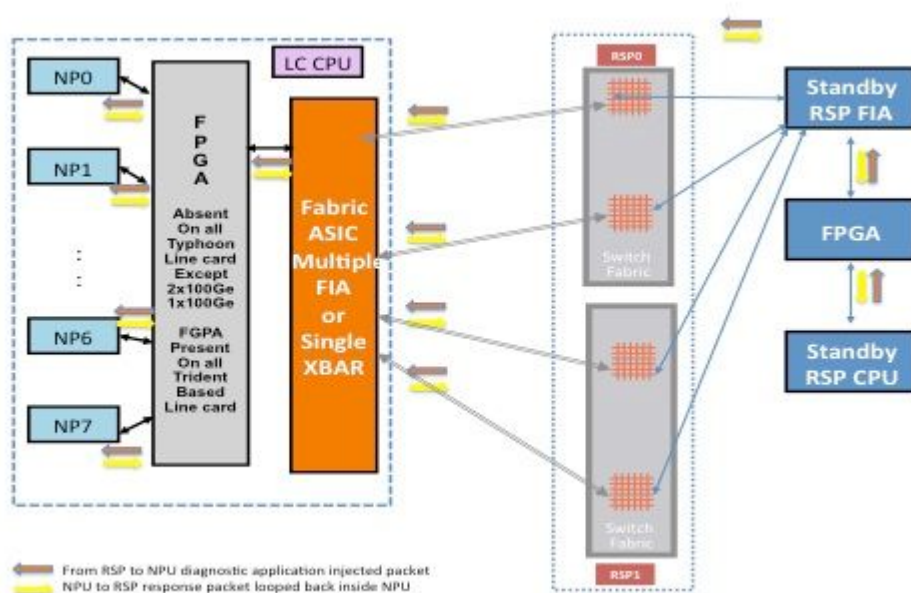 NP0
NP1
:
:
NP6
NP7
F
P
G
A
Absent
On all
Typhoon
Line card
Except
2x100Ge
1x100Ge
FGPA
Present
On all
Trident
Based
Line card
LC CPU
Fabric
ASIC
Multiple
FIA
or
Single
XBAR
RSP0
Switch
Fabric
Switch
Fabric
RSP1
Standby
RSP FIA
FPGA
Standby
RSP CPU
From RSP to NPU diagnostic application injected packet
NPU to RSP response packet looped back inside NPU